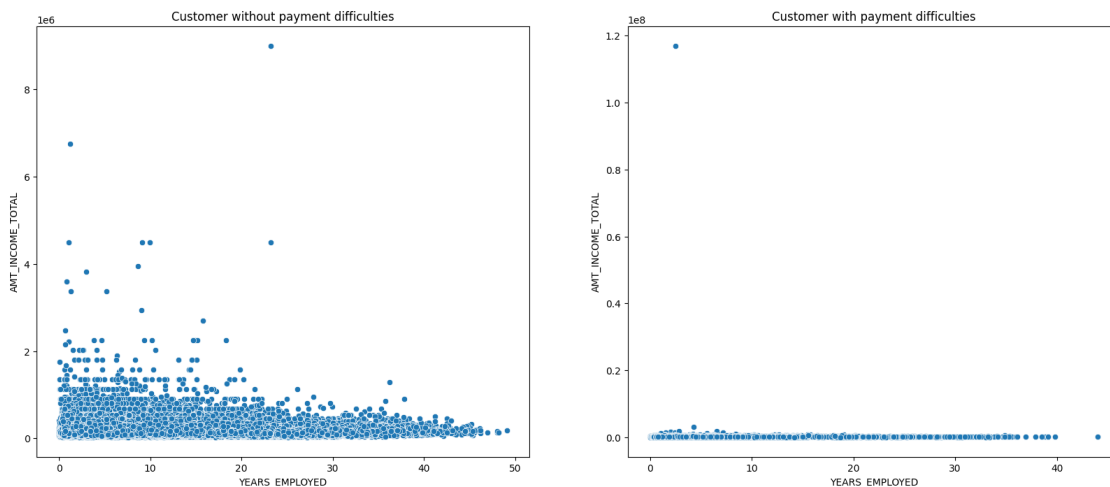 Customer without payment difficulties
1e6
8
6
4
2
0
AMT_INCOME_TOTAL
0 10 20 30 40 50
YEARS_EMPLOYED
Customer with payment difficulties
1e8
1.2
1.0
0.8
0.6
0.4
0.2
0.0
AMT_INCOME_TOTAL
0 10 20 30 40
YEARS_EMPLOYED